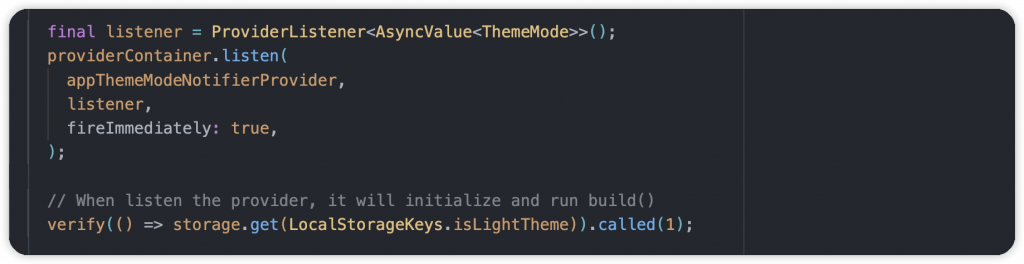 final listener = ProviderListener<AsyncValue<ThemeMode>>();
providerContainer.listen(
appThemeModeNotifierProvider,
listener,
fireImmediately: true,
);
// When listen the provider, it will initialize and run build()
verify(() => storage.get(LocalStorageKeys.isLightTheme)).called(1);